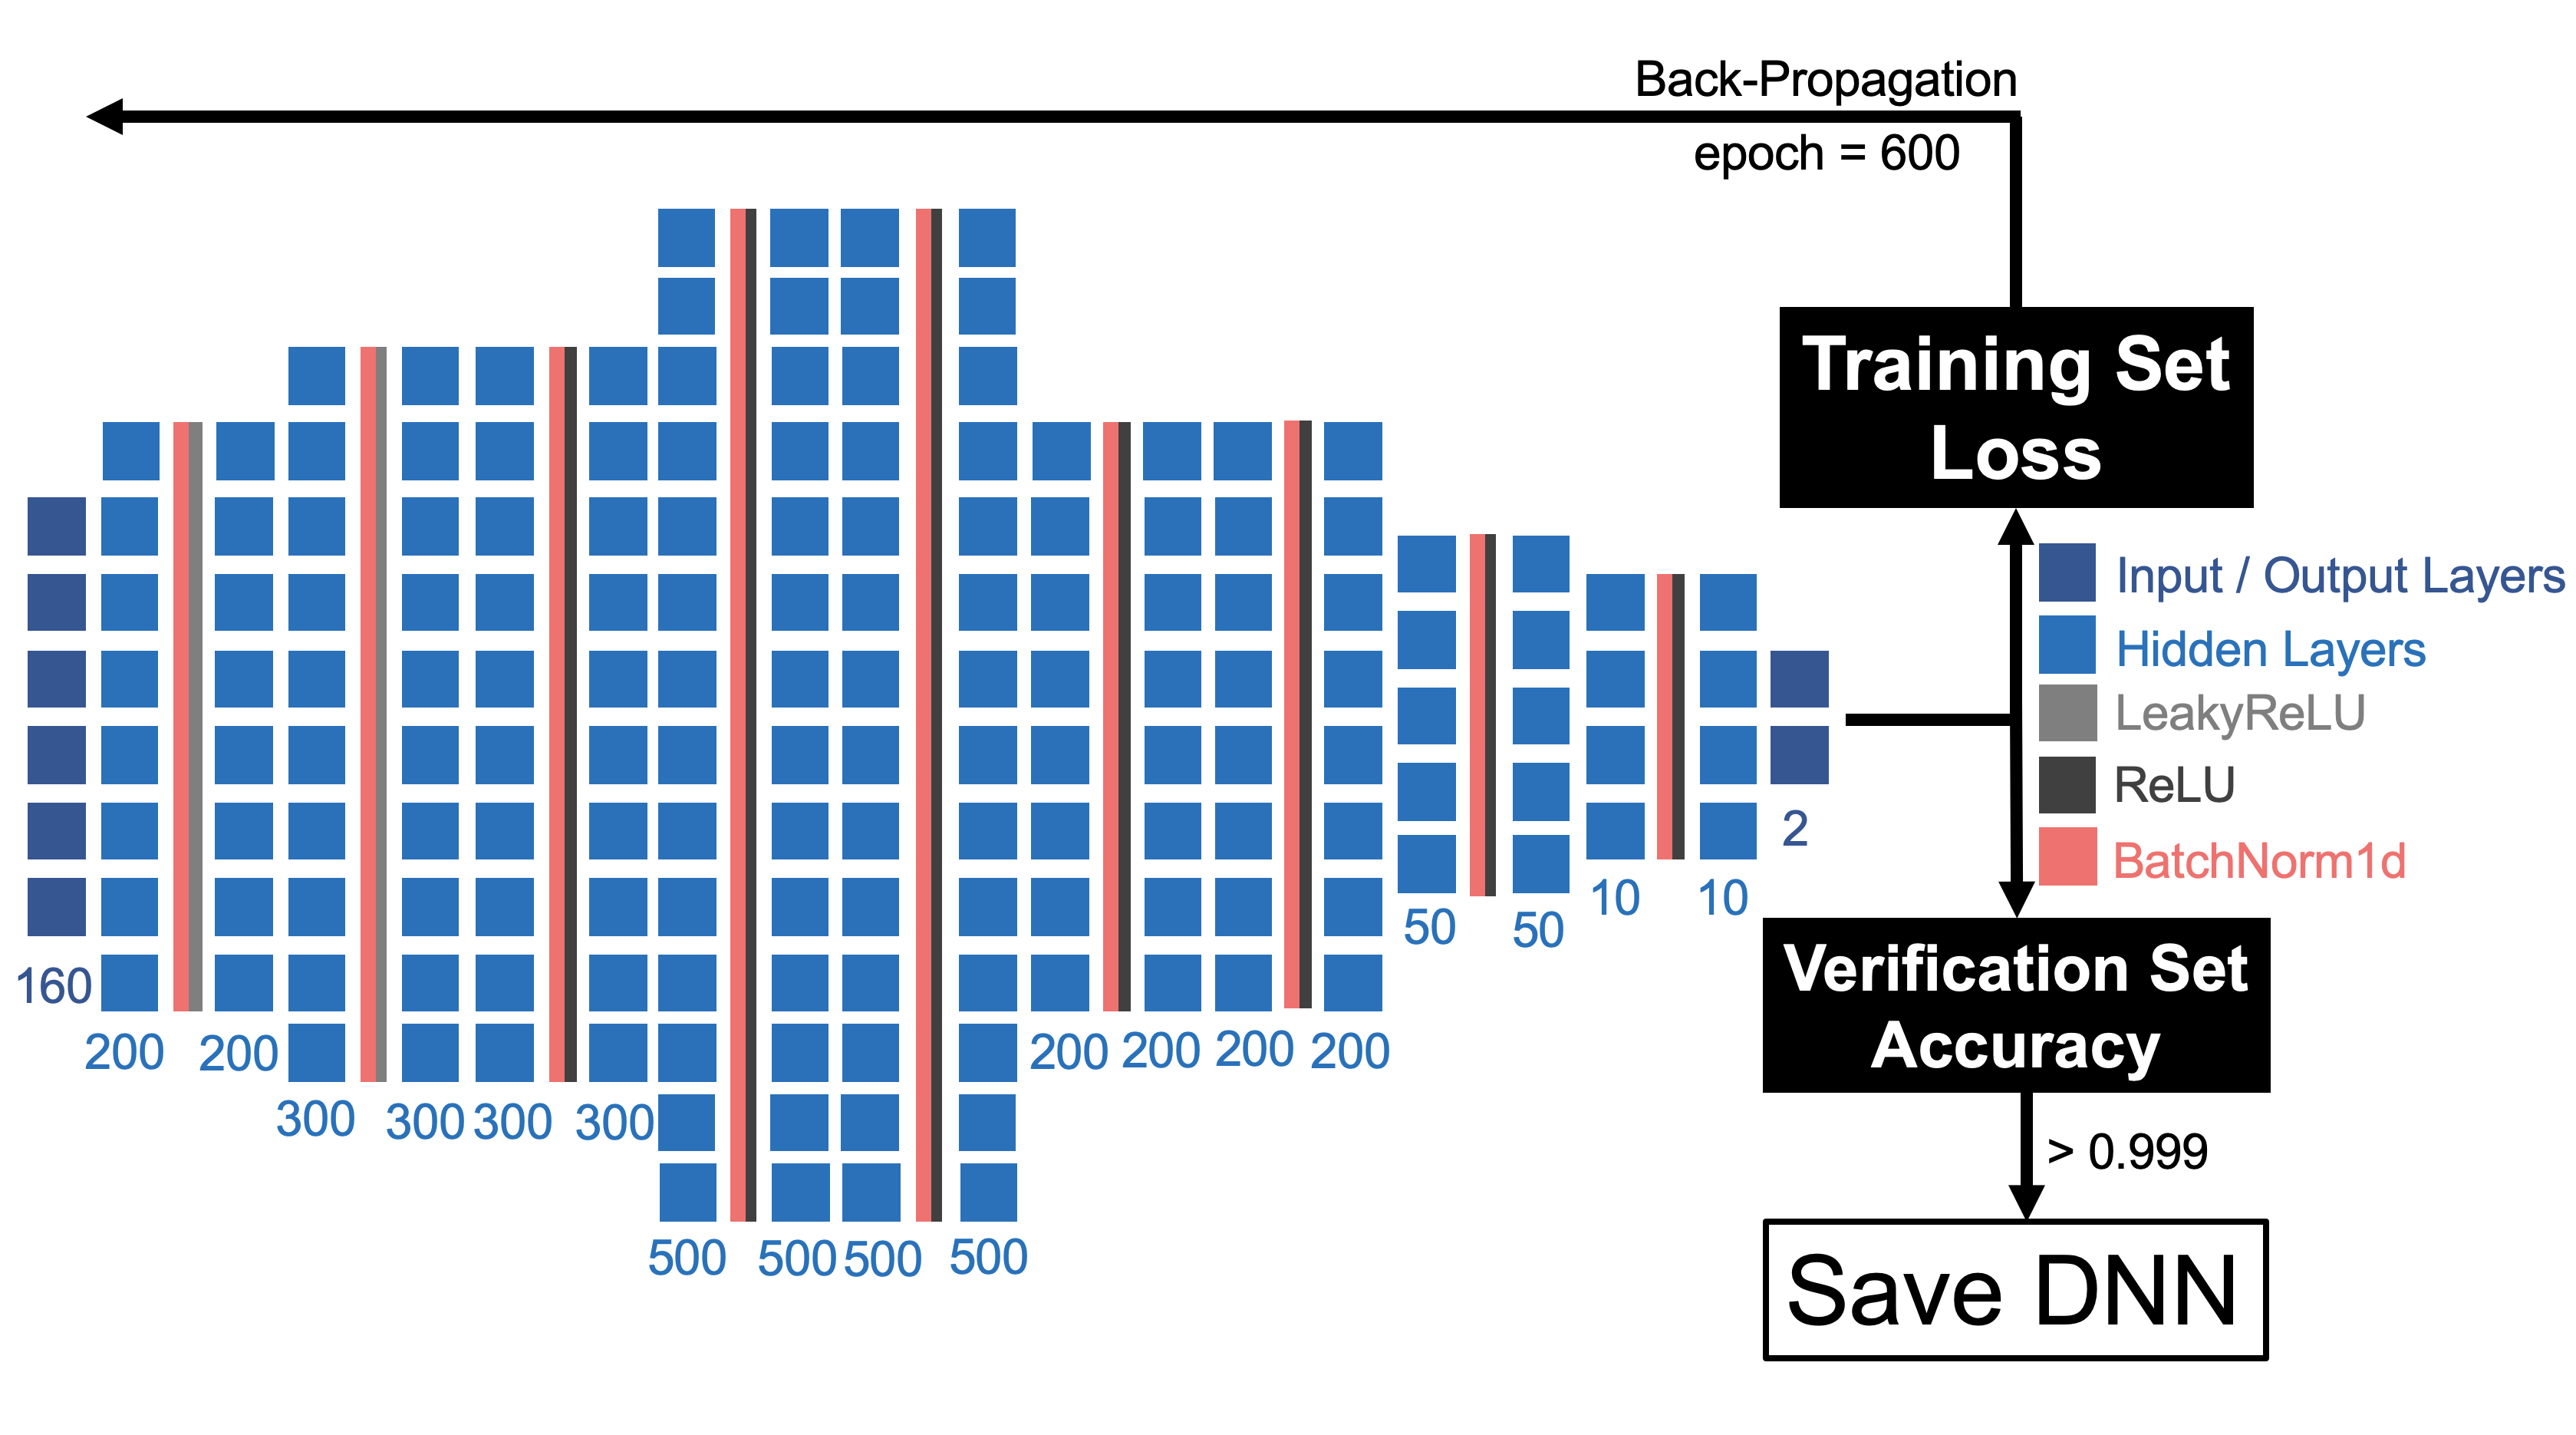 Back-Propagation
epoch = 600
Training Set
Loss
Input / Output Layers
Hidden Layers
LeakyReLU
ReLU
BatchNorm1d
160
200
200
300
300
300
300
500
500
500
500
200
200
200
200
50
50
10
10
2
Verification Set
Accuracy
> 0.999
Save DNN